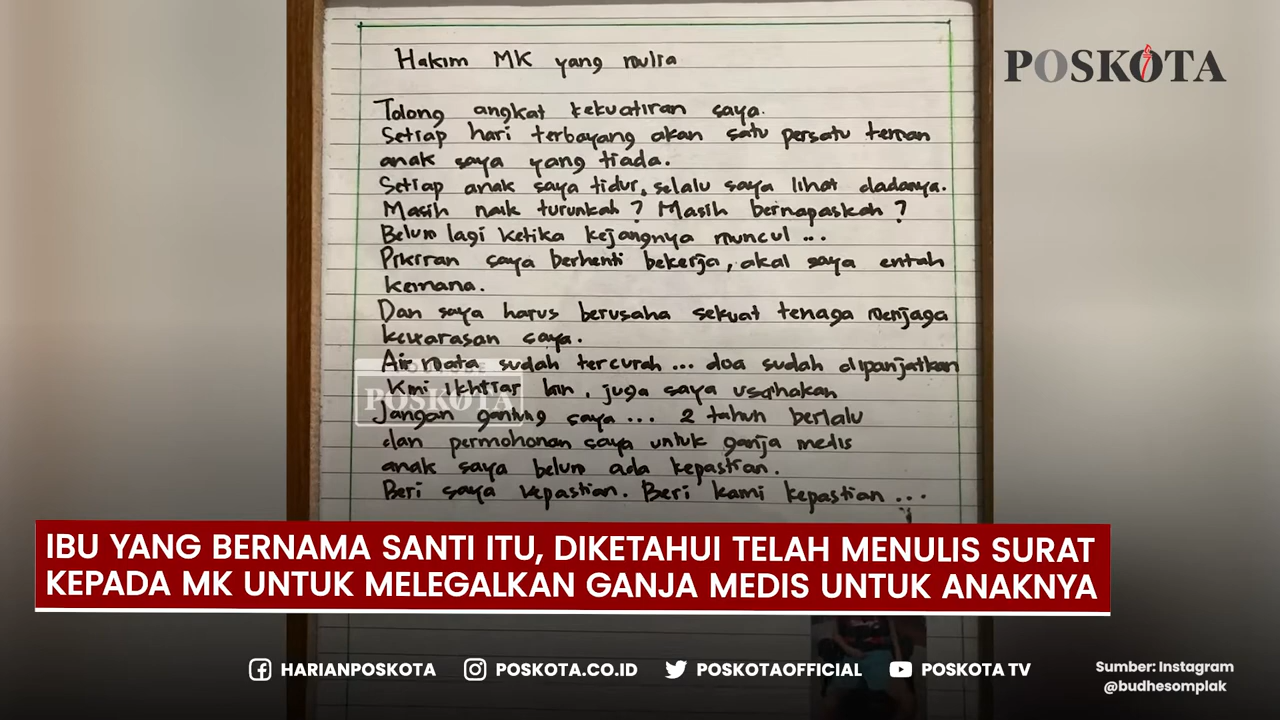 Hakim MK yang mulia
POSKOTA
Tolong angkat kekuatiran saya.
Setiap hari terbayang akan satu persatu teman
anak saya yang tiada.
Setiap anak saya tidur, selalu saya lihat dadanya.
Masih naik turunkah ? Masih bernapaskah ?
Belum lagi ketika kejangnya muncul ...
Pikiran saya berhenti bekerja, akal saya entah
kemana.
Dan saya harus berusaha sekuat tenaga menjaga
kewarasan saya.
Air mata sudah tercurah ... doa sudah dipanjatkan
Ikhtiar lain, juga saya usahakan
POSKOTA
Jangan gantung saya ... 2 tahun berlalu
dan permohonan saya untuk ganja medis
anak saya belum ada kepastian.
Beri saya kepastian. Beri kami kepastian ...
IBU YANG BERNAMA SANTI ITU, DIKETAHUI TELAH MENULIS SURAT
KEPADA MK UNTUK MELEGALKAN GANJA MEDIS UNTUK ANAKNYA
HARIANPOSKOTA POSKOTA.CO.ID POSKOTAOFFICIAL POSKOTA TV
Sumber: Instagram
@budhesomplak